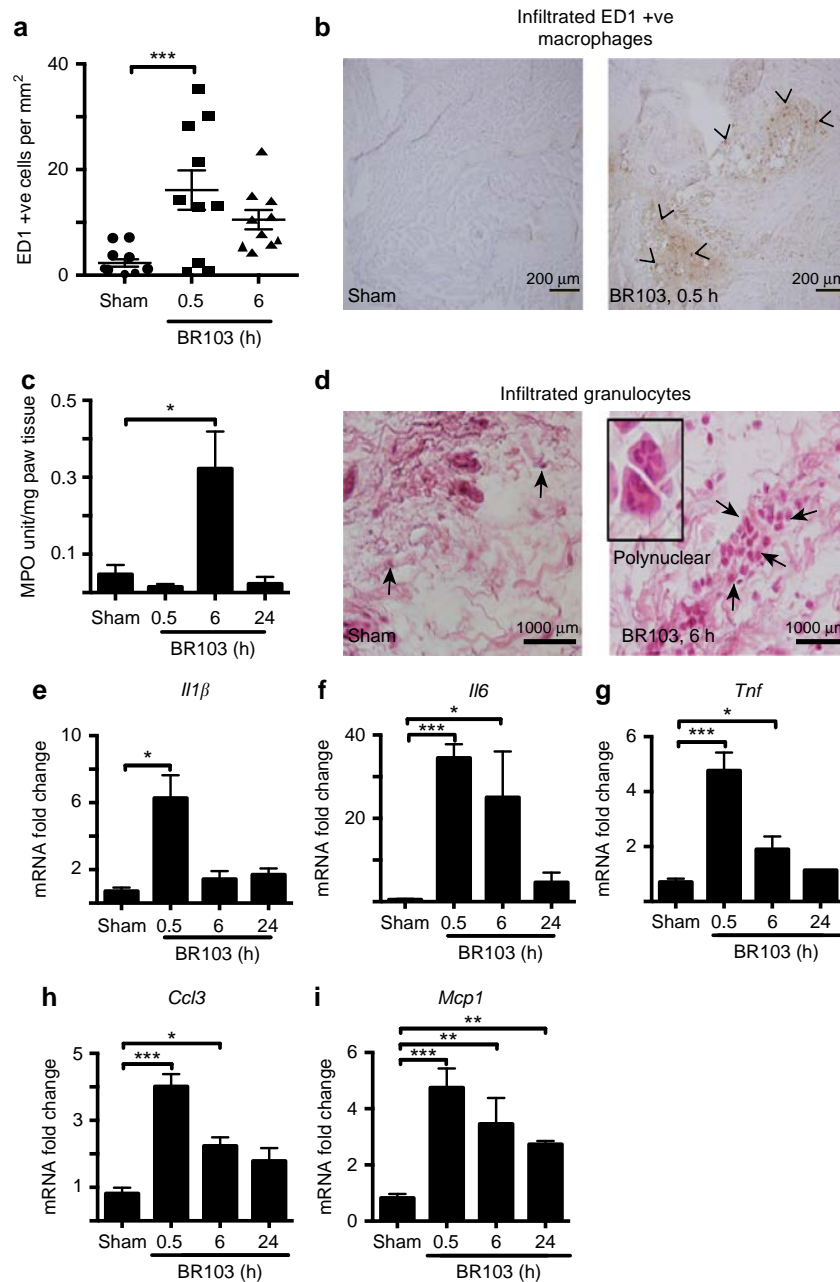 a
ED1 +ve cells per mm²
40
20
0
***
Sham
0.5
6
BR103 (h)
b
Infiltrated ED1 +ve
macrophages
Sham
200 μm
BR103, 0.5 h
200 μm
c
MPO unit/mg paw tissue
0.5
0.3
0.1
*
Sham
0.5
6
24
BR103 (h)
d
Infiltrated granulocytes
Sham
1000 μm
Polynuclear
BR103, 6 h
1000 μm
e
Il1β
mRNA fold change
10
6
2
*
Sham
0.5
6
24
BR103 (h)
f
Il6
mRNA fold change
40
20
*
***
Sham
0.5
6
24
BR103 (h)
g
Tnf
mRNA fold change
6
4
2
0
*
***
Sham
0.5
6
24
BR103 (h)
h
Ccl3
mRNA fold change
5
3
1
*
***
Sham
0.5
6
24
BR103 (h)
i
Mcp1
mRNA fold change
6
4
2
0
**
**
***
Sham
0.5
6
24
BR103 (h)